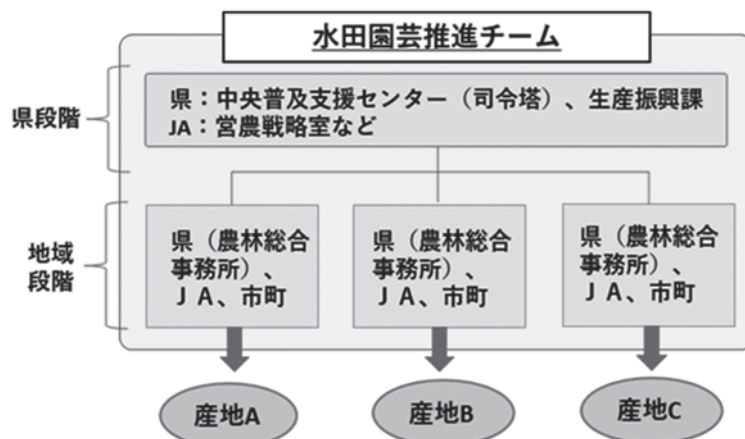 水田園芸推進チーム
県段階
県：中央普及支援センター（司令塔）、生産振興課
JA：営農戦略室など
地域
段階
県（農林総合
事務所）、
ＪＡ、市町
県（農林総合
事務所）、
ＪＡ、市町
県（農林総合
事務所）、
ＪＡ、市町
産地A
産地B
産地C